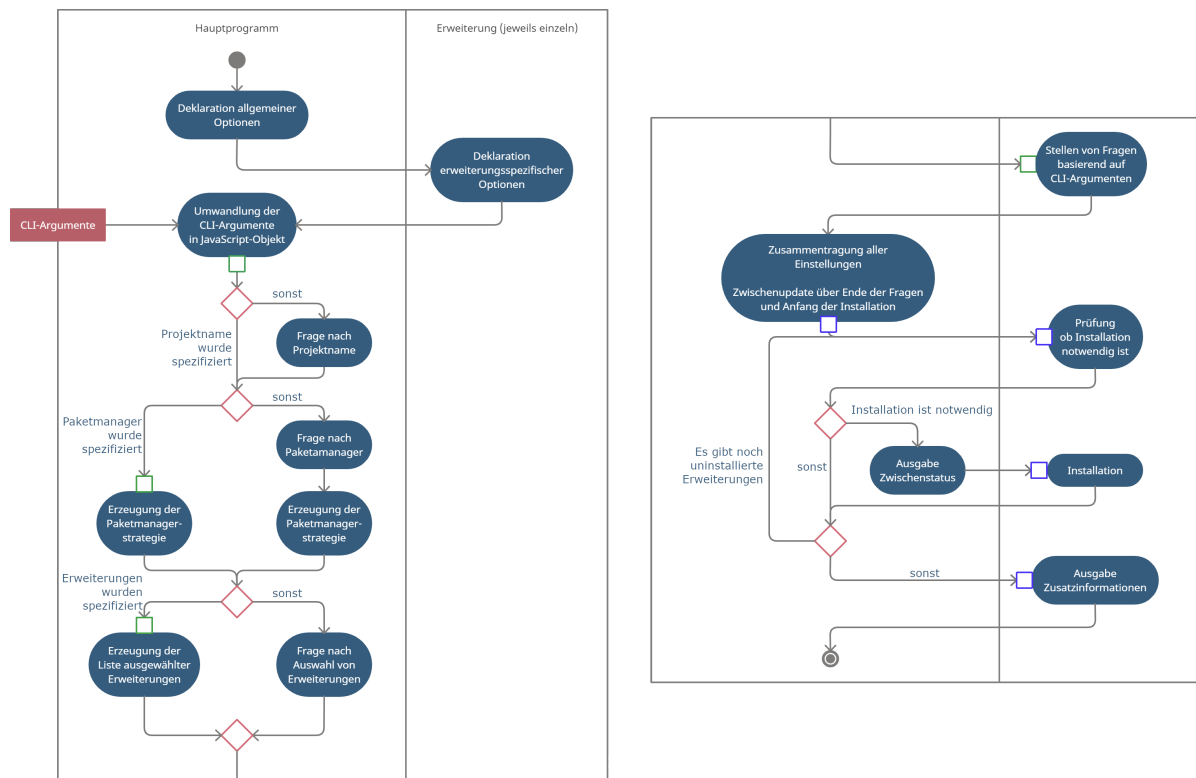 Hauptprogramm
Erweiterung (jeweils einzeln)
Deklaration allgemeiner
Optionen
Deklaration
erweiterungsspezifischer
Optionen
CLI-Argumente
Umwandlung der
CLI-Argumente
in JavaScript-Objekt
sonst
Projektname
wurde
spezifiziert
Frage nach
Projektname
sonst
Paketmanager
wurde
spezifiziert
Frage nach
Paketamanager
Erzeugung der
Paketmanager-
strategie
Erzeugung der
Paketmanager-
strategie
Erweiterungen
wurden
spezifiziert
sonst
Erzeugung der
Liste ausgewählter
Erweiterungen
Frage nach
Auswahl von
Erweiterungen
Stellen von Fragen
basierend auf
CLI-Argumenten
Zusammentragung aller
Einstellungen
Zwischenupdate über Ende der Fragen
und Anfang der Installation
Prüfung
ob Installation
notwendig ist
Installation ist notwendig
Es gibt noch
uninstallierte
Erweiterungen
sonst
Ausgabe
Zwischenstatus
Installation
sonst
Ausgabe
Zusatzinformationen